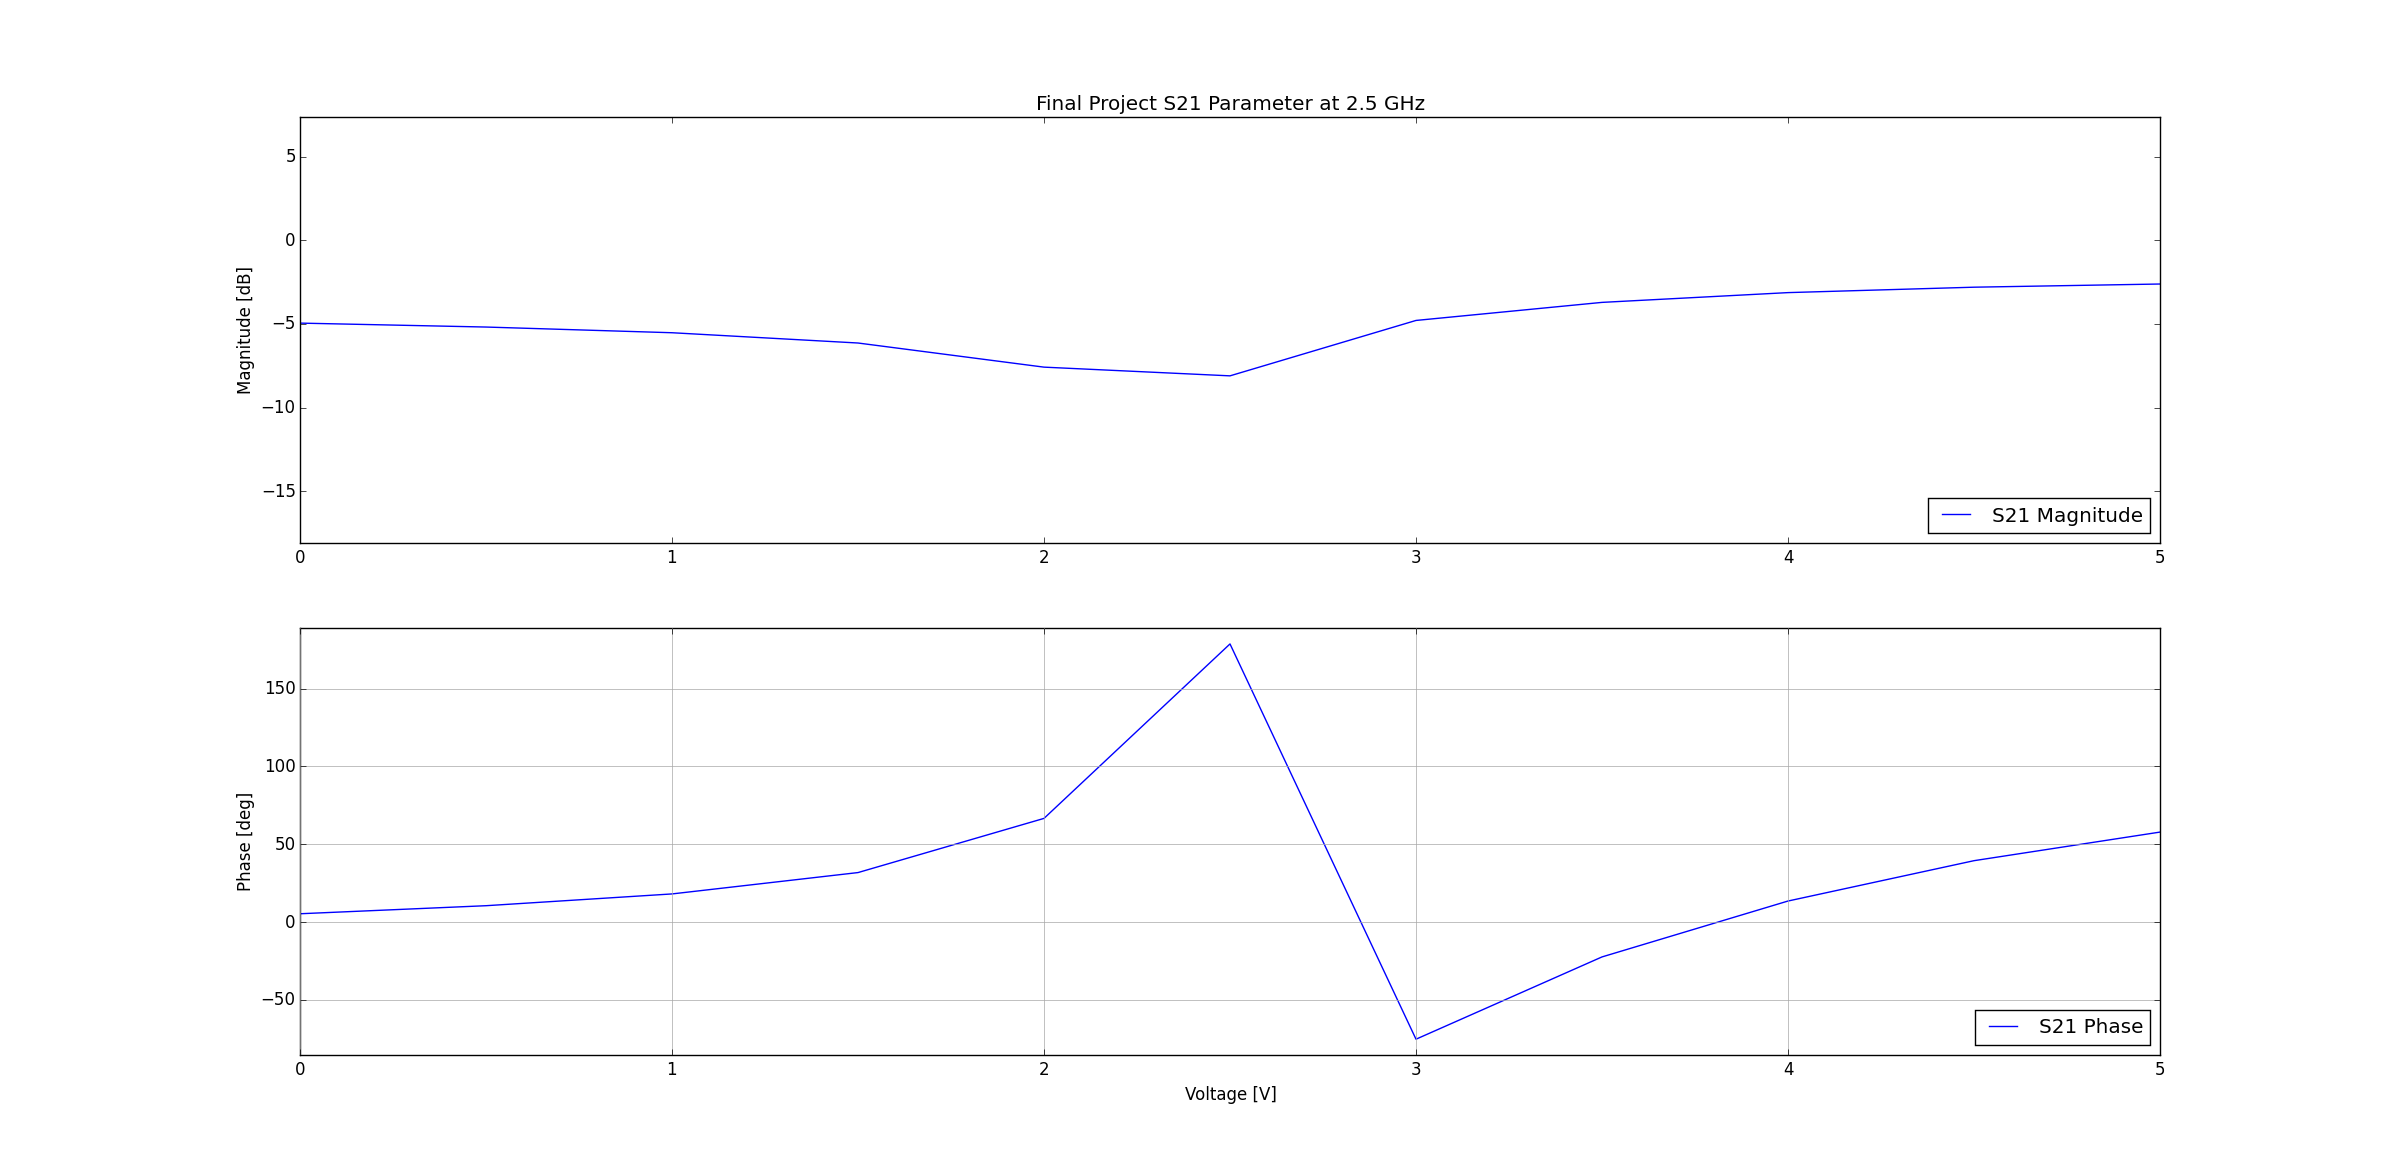 Final Project S21 Parameter at 2.5 GHz
Magnitude [dB]
5
0
−5
−10
−15
S21 Magnitude
0 1 2 3 4 5
Phase [deg]
150
100
50
0
−50
S21 Phase
0 1 2 3 4 5
Voltage [V]